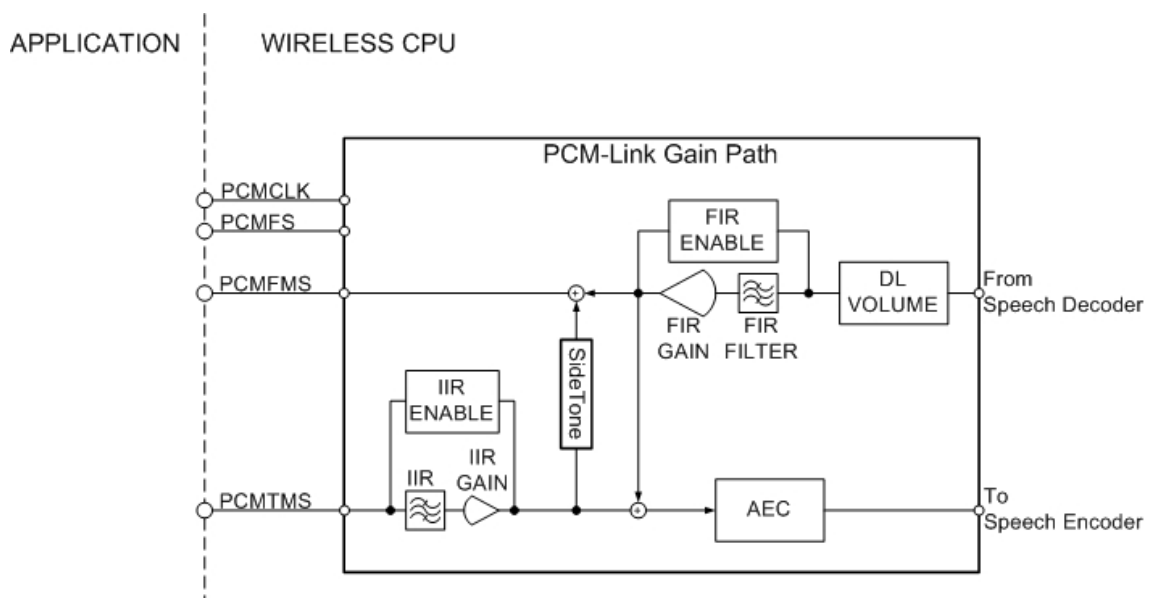 APPLICATION
WIRELESS CPU
PCM-Link Gain Path
PCMCLK
PCMFS
FIR
ENABLE
PCMFMS
DL
VOLUME
From
Speech Decoder
FIR
GAIN
FIR
FILTER
SideTone
IIR
ENABLE
IIR
IIR
GAIN
PCMTMS
AEC
To
Speech Encoder